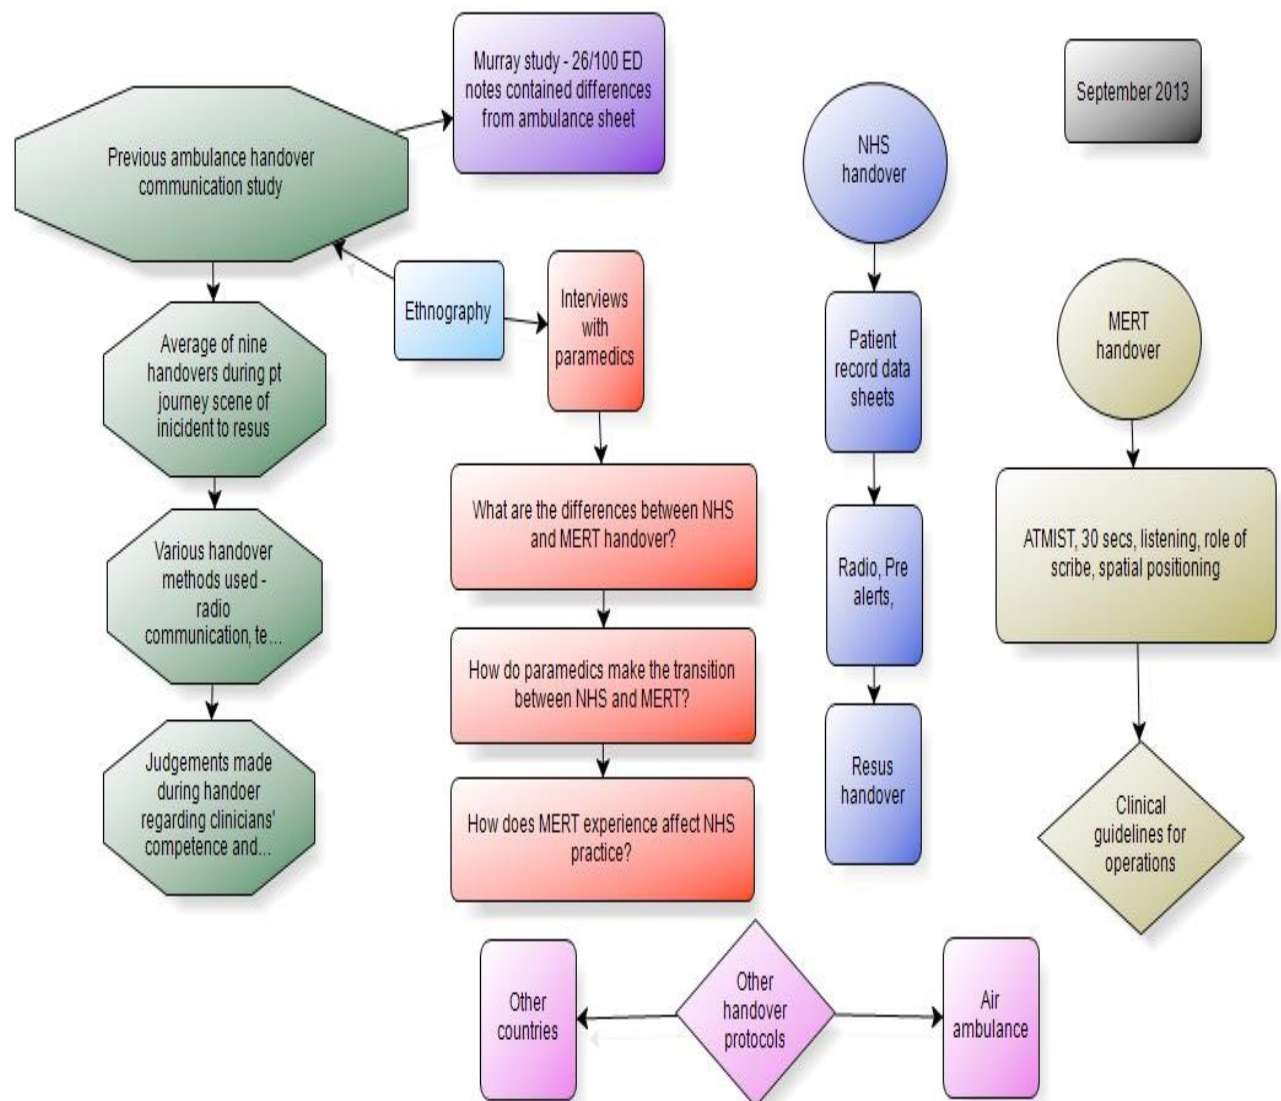 Murray study - 26/100 ED
notes contained differences
from ambulance sheet
September 2013
Previous ambulance handover
communication study
NHS
handover
Ethnography
Interviews
with
paramedics
MERT
handover
Average of nine
handovers during pt
journey scene of
inicident to resus
Patient
record data
sheets
What are the differences between NHS
and MERT handover?
ATMIST, 30 secs, listening, role of
scribe, spatial positioning
Various handover
methods used -
radio
communication, te...
Radio, Pre
alerts,
How do paramedics make the transition
between NHS and MERT?
Judgements made
during handoer
regarding clinicians'
competence and...
Resus
handover
How does MERT experience affect NHS
practice?
Clinical
guidelines for
operations
Other
countries
Other
handover
protocols
Air
ambulance